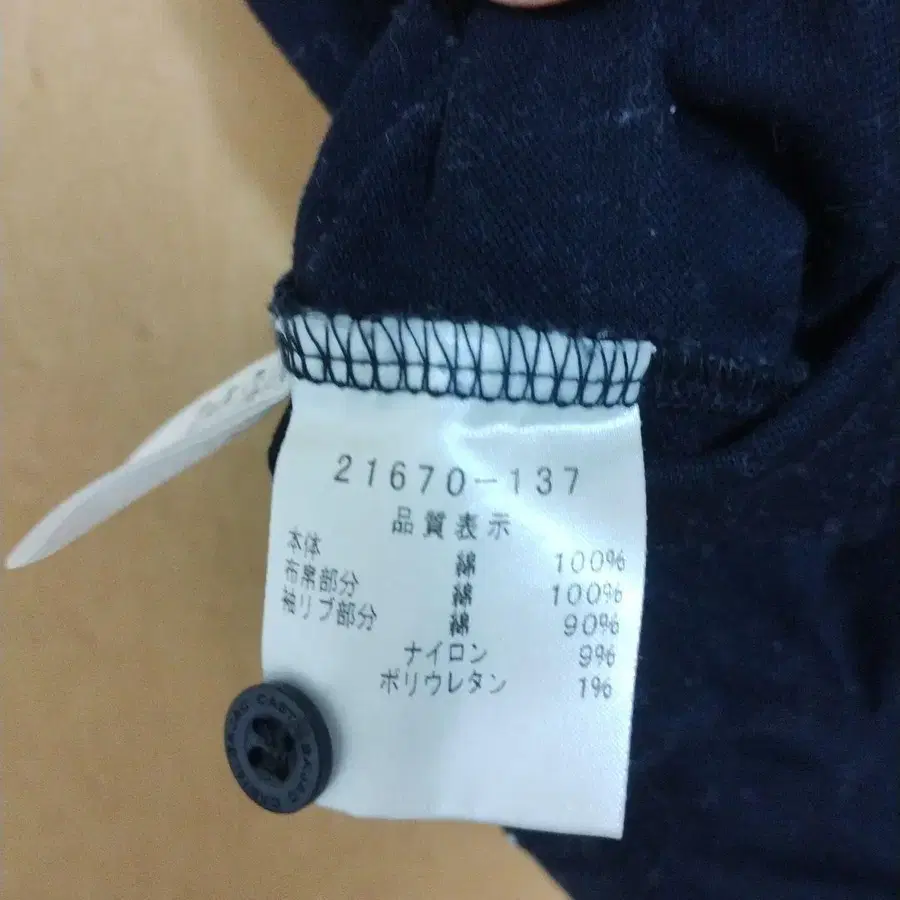 21670-137
品質表示
本体 綿 100%
布帛部分 綿 100%
袖リブ部分 綿 90%
ナイロン 9%
ポリウレタン 1%
CASTELBAJAC